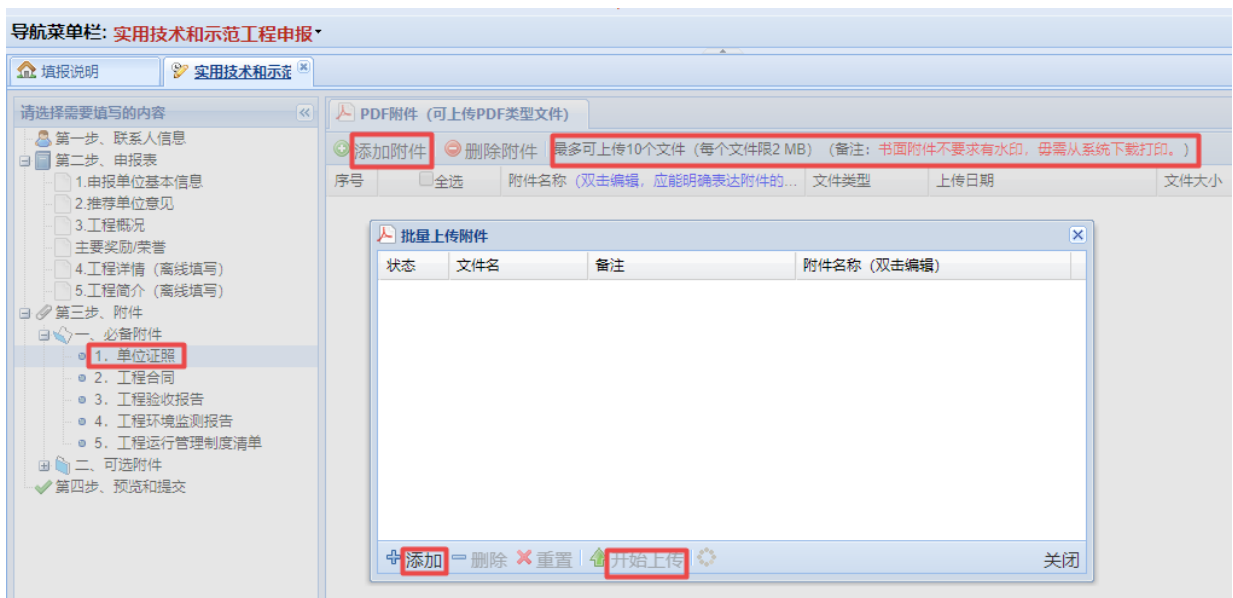 导航菜单栏: 实用技术和示范工程申报
填报说明 实用技术和示范
请选择需要填写的内容
第一步、联系人信息
第二步、申报表
1.申报单位基本信息
2.推荐单位意见
3.工程概况
主要奖励/荣誉
4.工程详情（离线填写）
5.工程简介（离线填写）
第三步、附件
一、必备附件
1. 单位证照
2. 工程合同
3. 工程验收报告
4. 工程环境监测报告
5. 工程运行管理制度清单
二、可选附件
第四步、预览和提交
PDF附件（可上传PDF类型文件）
添加附件 删除附件 最多可上传10个文件（每个文件限2 MB）（备注：书面附件不要求有水印，毋需从系统下载打印。）
序号 全选 附件名称（双击编辑，应能明确表达附件的... 文件类型 上传日期 文件大小
批量上传附件
状态 文件名 备注 附件名称（双击编辑）
添加 删除 重置 开始上传 关闭